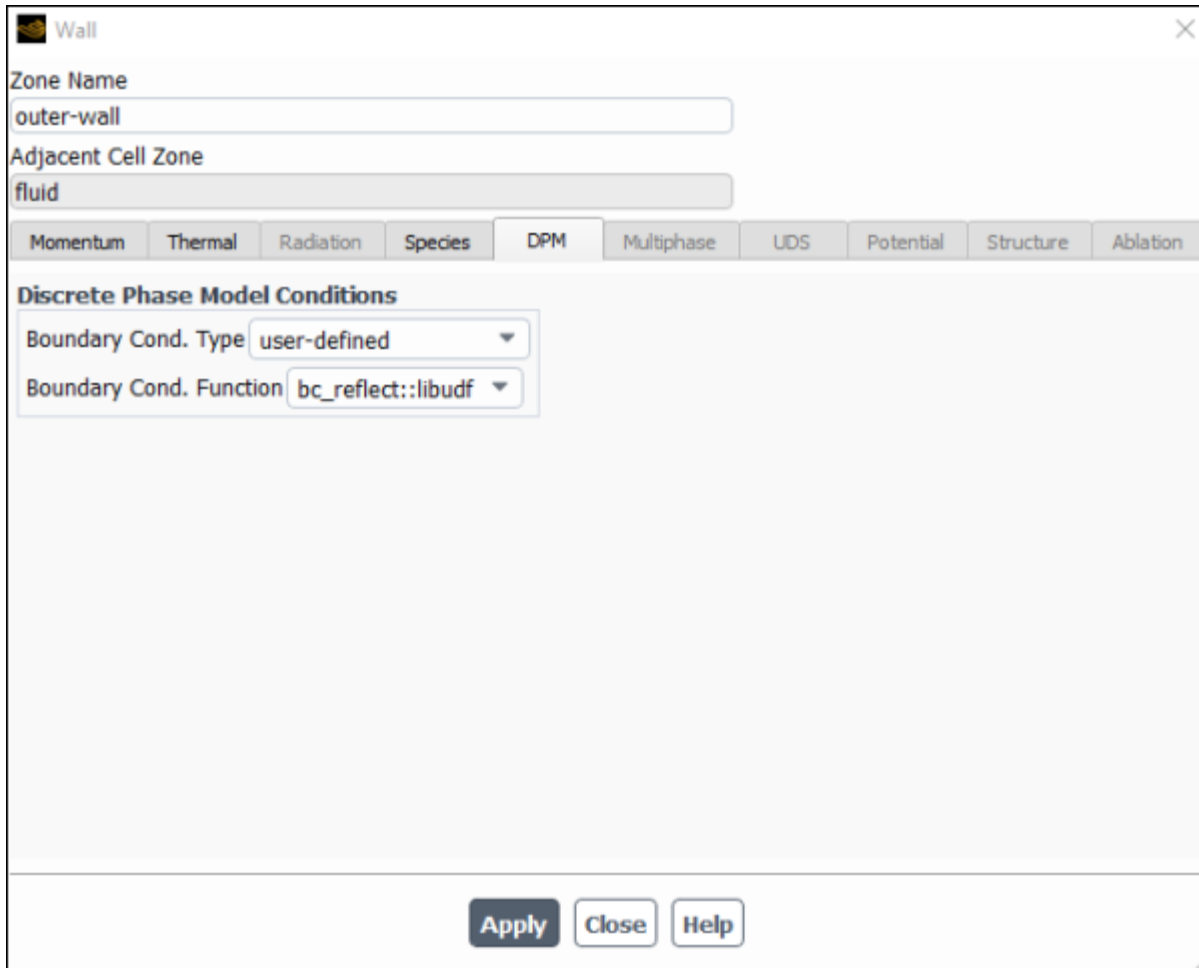 Wall
Zone Name
outer-wall
Adjacent Cell Zone
fluid
Momentum Thermal Radiation Species DPM Multiphase UDS Potential Structure Ablation
Discrete Phase Model Conditions
Boundary Cond. Type user-defined
Boundary Cond. Function bc_reflect::libudf
Apply Close Help